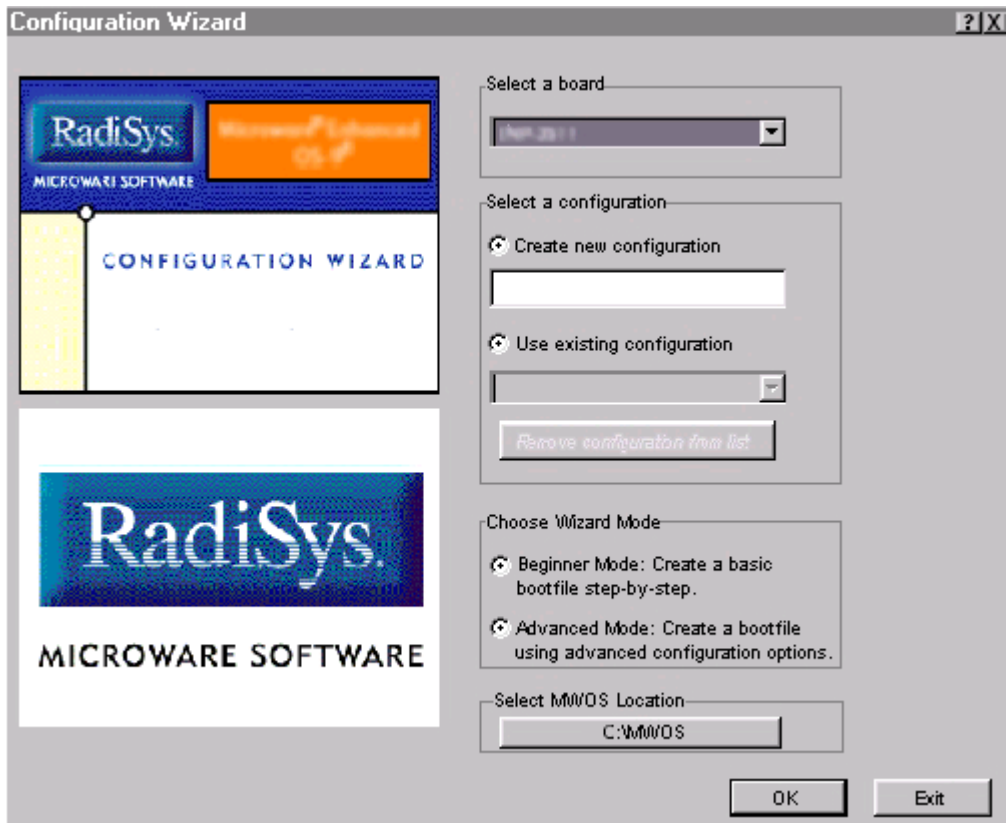 Configuration Wizard
RadiSys.
MICROWARE SOFTWARE
CONFIGURATION WIZARD
RadiSys.
MICROWARE SOFTWARE
Select a board
Select a configuration
Create new configuration
Use existing configuration
Remove configuration from list
Choose Wizard Mode
Beginner Mode: Create a basic
bootfile step-by-step.
Advanced Mode: Create a bootfile
using advanced configuration options.
Select MWOS Location
C:\MWOS
OK
Exit